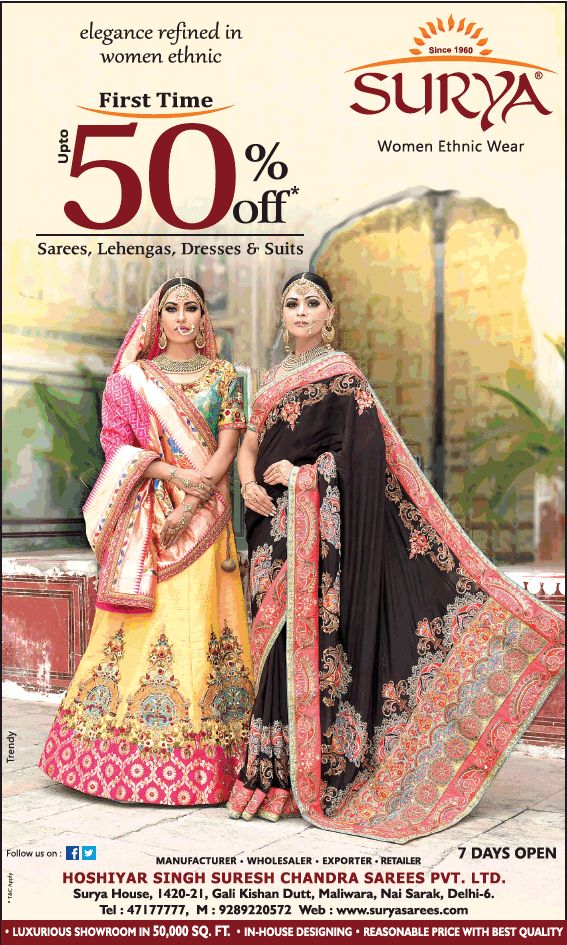 elegance refined in
women ethnic
Since 1960
SURYA®
Women Ethnic Wear
First Time
Upto
50% off*
Sarees, Lehengas, Dresses & Suits
Trendy
Follow us on :
7 DAYS OPEN
MANUFACTURER • WHOLESALER • EXPORTER • RETAILER
HOSHIYAR SINGH SURESH CHANDRA SAREES PVT. LTD.
Surya House, 1420-21, Gali Kishan Dutt, Maliwara, Nai Sarak, Delhi-6.
Tel : 47177777, M : 9289220572 Web : www.suryasarees.com
*T&C Apply
• LUXURIOUS SHOWROOM IN 50,000 SQ. FT. • IN-HOUSE DESIGNING • REASONABLE PRICE WITH BEST QUALITY